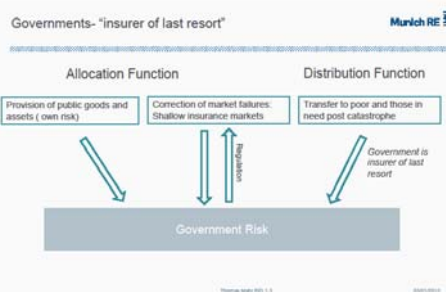 Governments- "insurer of last resort"
Munich RE
Allocation Function
Distribution Function
Provision of public goods and
assets ( own risk)
Correction of market failures:
Shallow insurance markets
Transfer to poor and those in
need post catastrophe
Regulation
Government is
insurer of last
resort
Government Risk